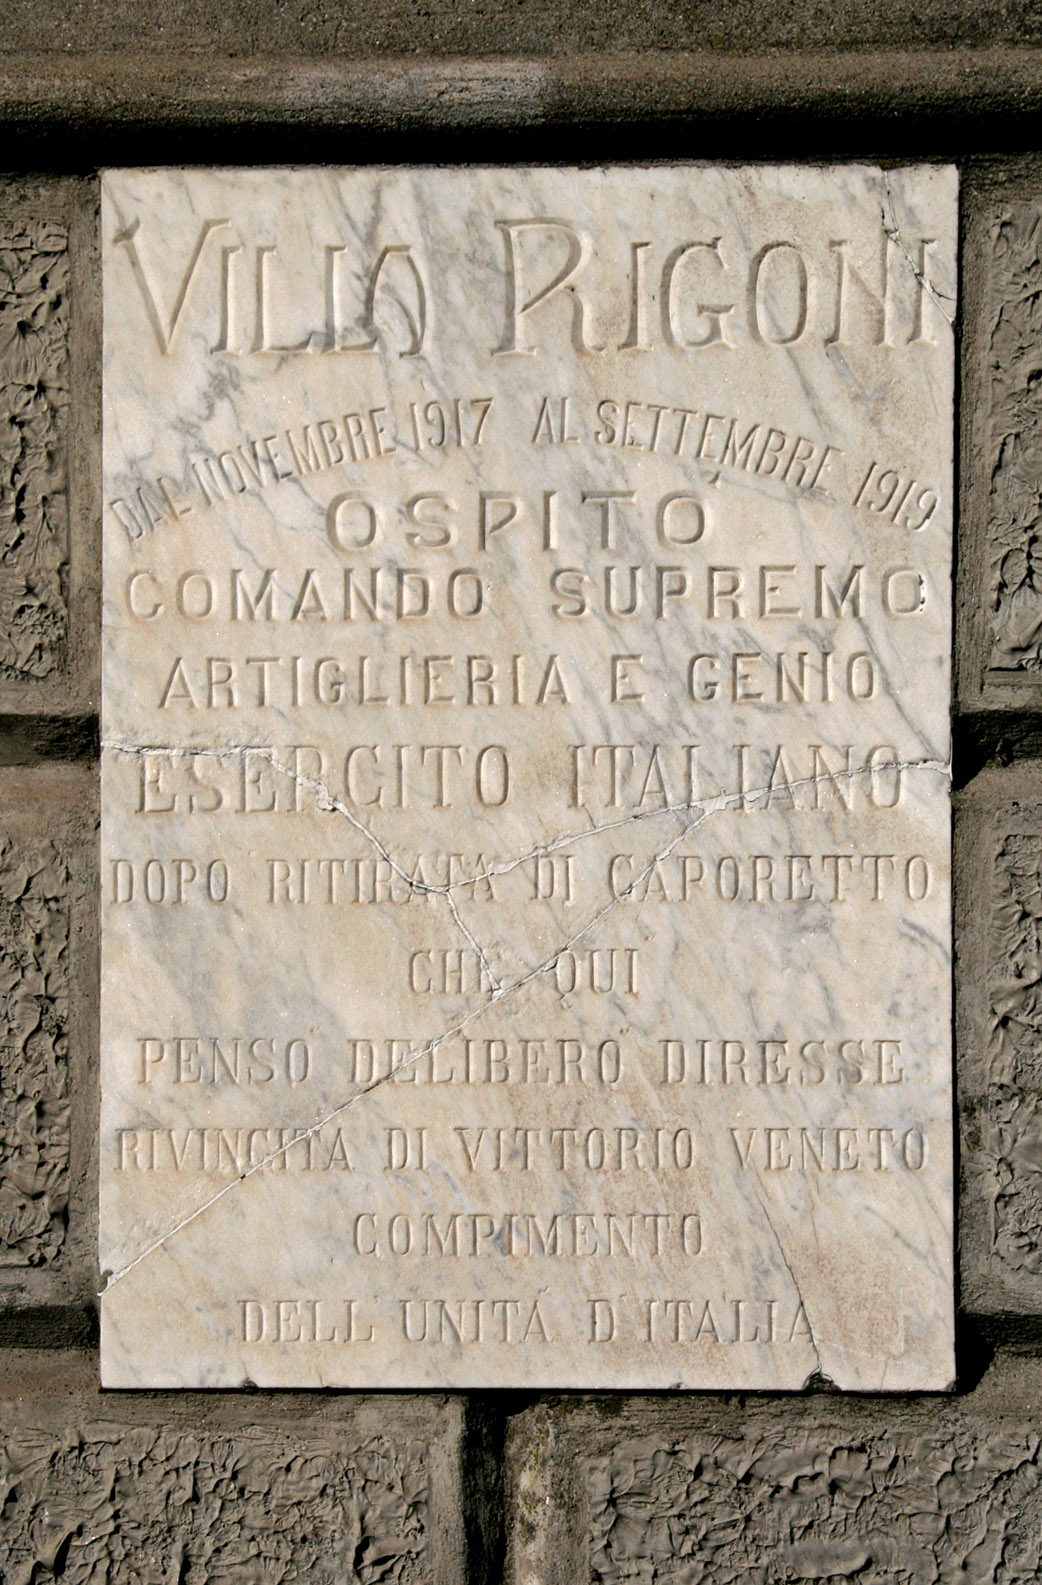 VILLA RIGONI
DAL NOVEMBRE 1917 AL SETTEMBRE 1919
OSPITO
COMANDO SUPREMO
ARTIGLIERIA E GENIO
ESERCITO ITALIANO
DOPO RITIRATA DI CAPORETTO
CHE QUI
PENSO DELIBERO DIRESSE
RIVINCITA DI VITTORIO VENETO
COMPIMENTO
DELL'UNITÁ D'ITALIA